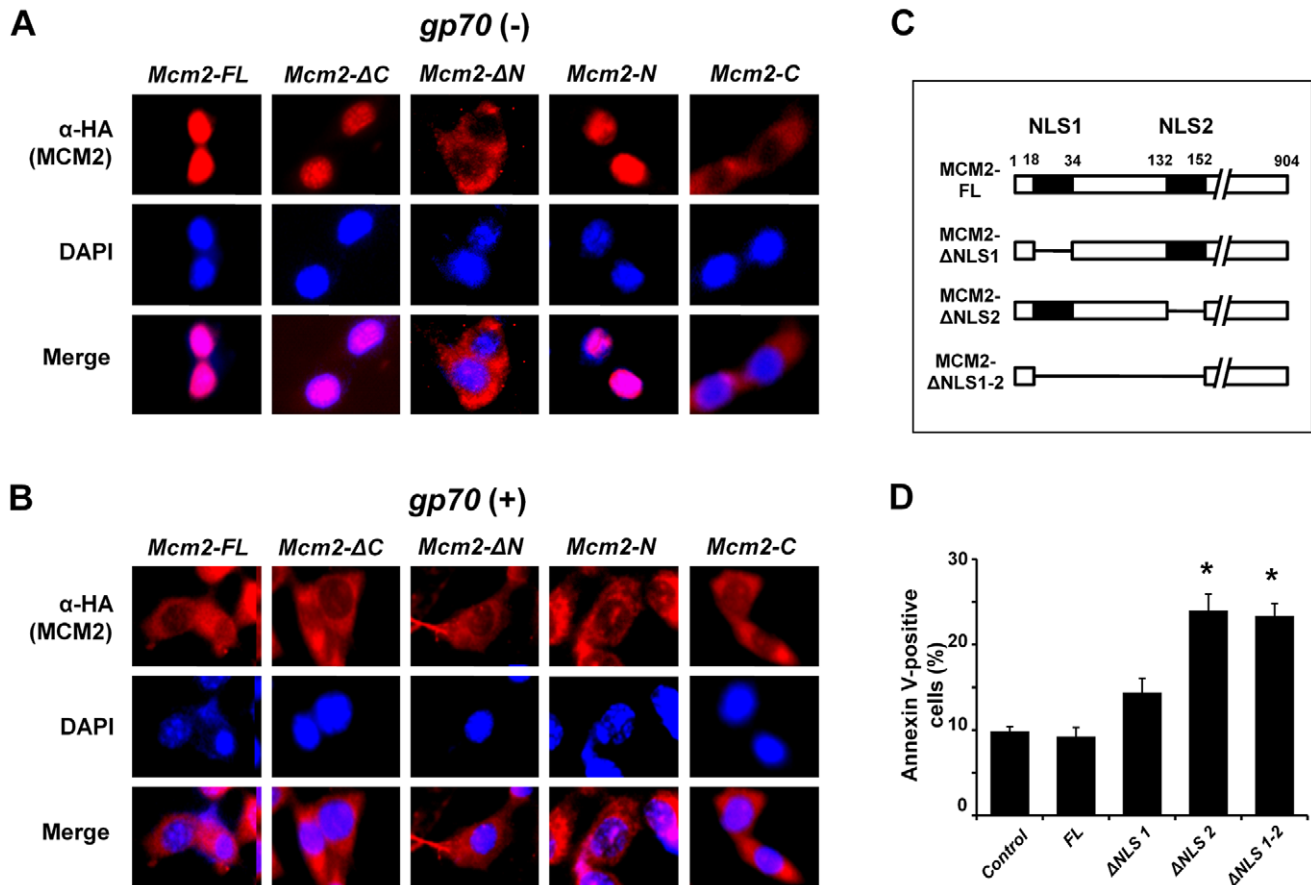 A
gp70 (-)
Mcm2-FL Mcm2-ΔC Mcm2-ΔN Mcm2-N Mcm2-C
α-HA
(MCM2)
DAPI
Merge
B
gp70 (+)
Mcm2-FL Mcm2-ΔC Mcm2-ΔN Mcm2-N Mcm2-C
α-HA
(MCM2)
DAPI
Merge
C
NLS1 NLS2
1 18 34 132 152 904
MCM2-
FL
MCM2-
ΔNLS1
MCM2-
ΔNLS2
MCM2-
ΔNLS1-2
D
Annexin V-positive
cells (%)
30
20
10
0
* *
Control FL ΔNLS 1 ΔNLS 2 ΔNLS 1-2